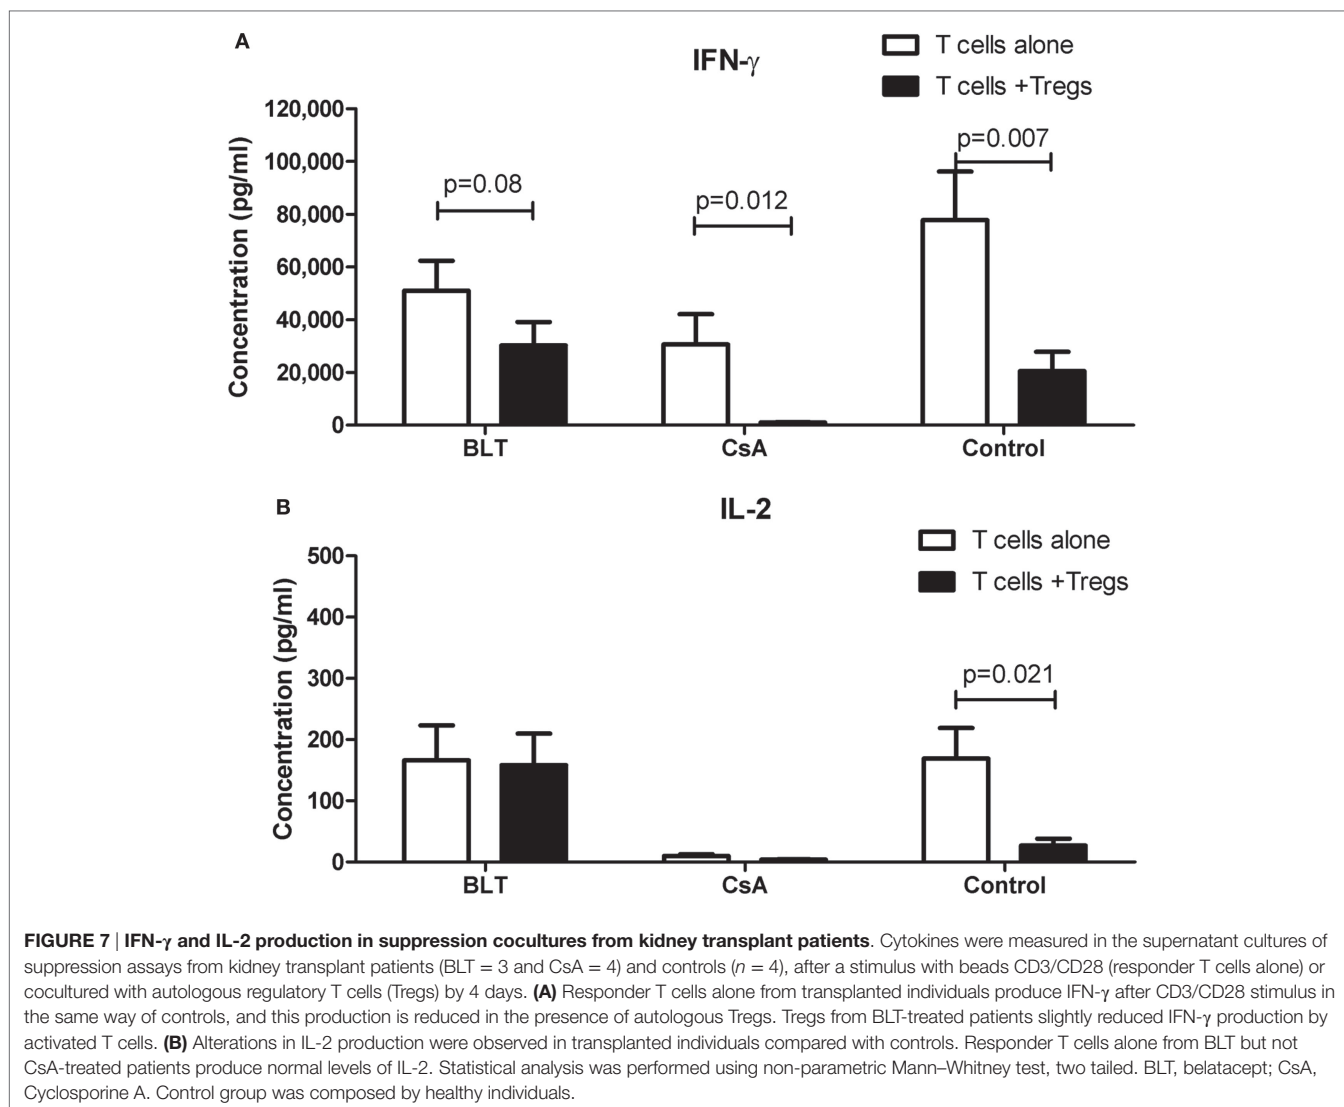 A
IFN-γ
T cells alone
T cells +Tregs
Concentration (pg/ml)
120,000
100,000
80,000
60,000
40,000
20,000
0
p=0.08
p=0.012
p=0.007
BLT
CsA
Control
B
IL-2
T cells alone
T cells +Tregs
Concentration (pg/ml)
500
400
300
200
100
0
p=0.021
BLT
CsA
Control
FIGURE 7 | IFN-γ and IL-2 production in suppression cocultures from kidney transplant patients. Cytokines were measured in the supernatant cultures of
suppression assays from kidney transplant patients (BLT = 3 and CsA = 4) and controls (n = 4), after a stimulus with beads CD3/CD28 (responder T cells alone) or
cocultured with autologous regulatory T cells (Tregs) by 4 days. (A) Responder T cells alone from transplanted individuals produce IFN-γ after CD3/CD28 stimulus in
the same way of controls, and this production is reduced in the presence of autologous Tregs. Tregs from BLT-treated patients slightly reduced IFN-γ production by
activated T cells. (B) Alterations in IL-2 production were observed in transplanted individuals compared with controls. Responder T cells alone from BLT but not
CsA-treated patients produce normal levels of IL-2. Statistical analysis was performed using non-parametric Mann–Whitney test, two tailed. BLT, belatacept; CsA,
Cyclosporine A. Control group was composed by healthy individuals.